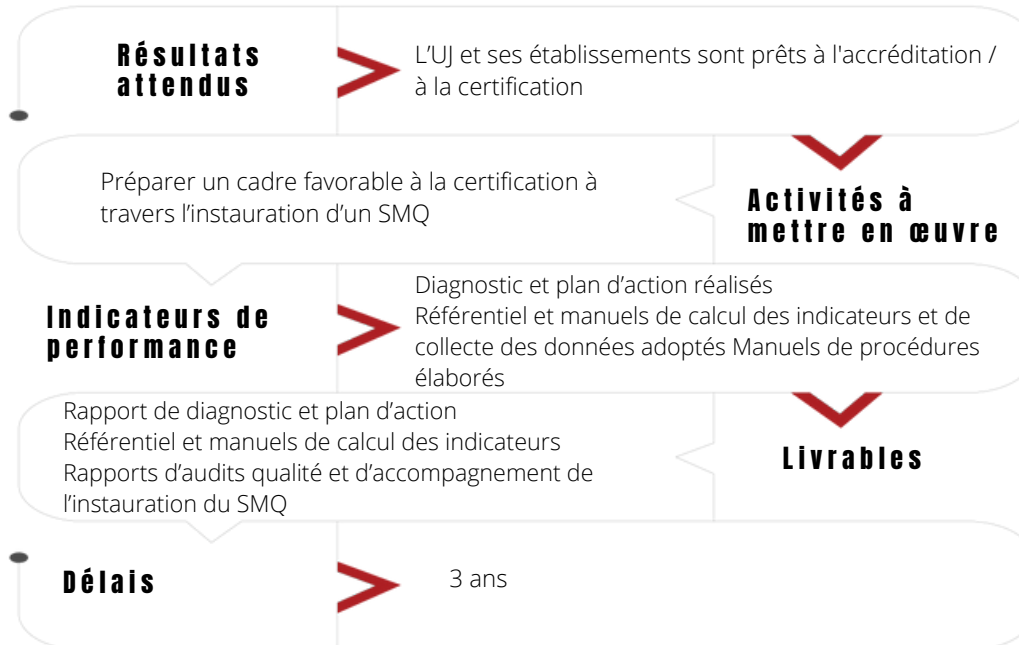 Résultats
attendus
L'UJ et ses établissements sont prêts à l'accréditation /
à la certification
Préparer un cadre favorable à la certification à
travers l'instauration d'un SMQ
Activités à
mettre en œuvre
Indicateurs de
performance
Diagnostic et plan d'action réalisés
Référentiel et manuels de calcul des indicateurs et de
collecte des données adoptés Manuels de procédures
élaborés
Rapport de diagnostic et plan d'action
Référentiel et manuels de calcul des indicateurs
Rapports d'audits qualité et d'accompagnement de
l'instauration du SMQ
Livrables
Délais
3 ans